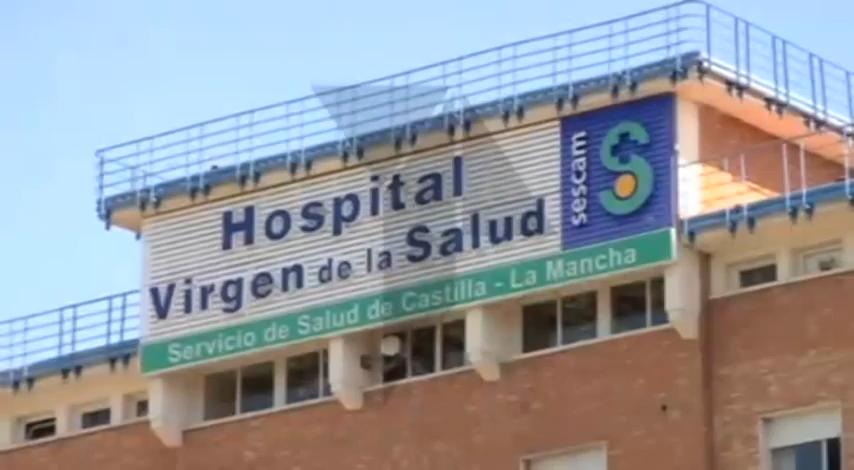 Hospital
Virgen de la Salud
sescam
Servicio de Salud de Castilla - La Mancha